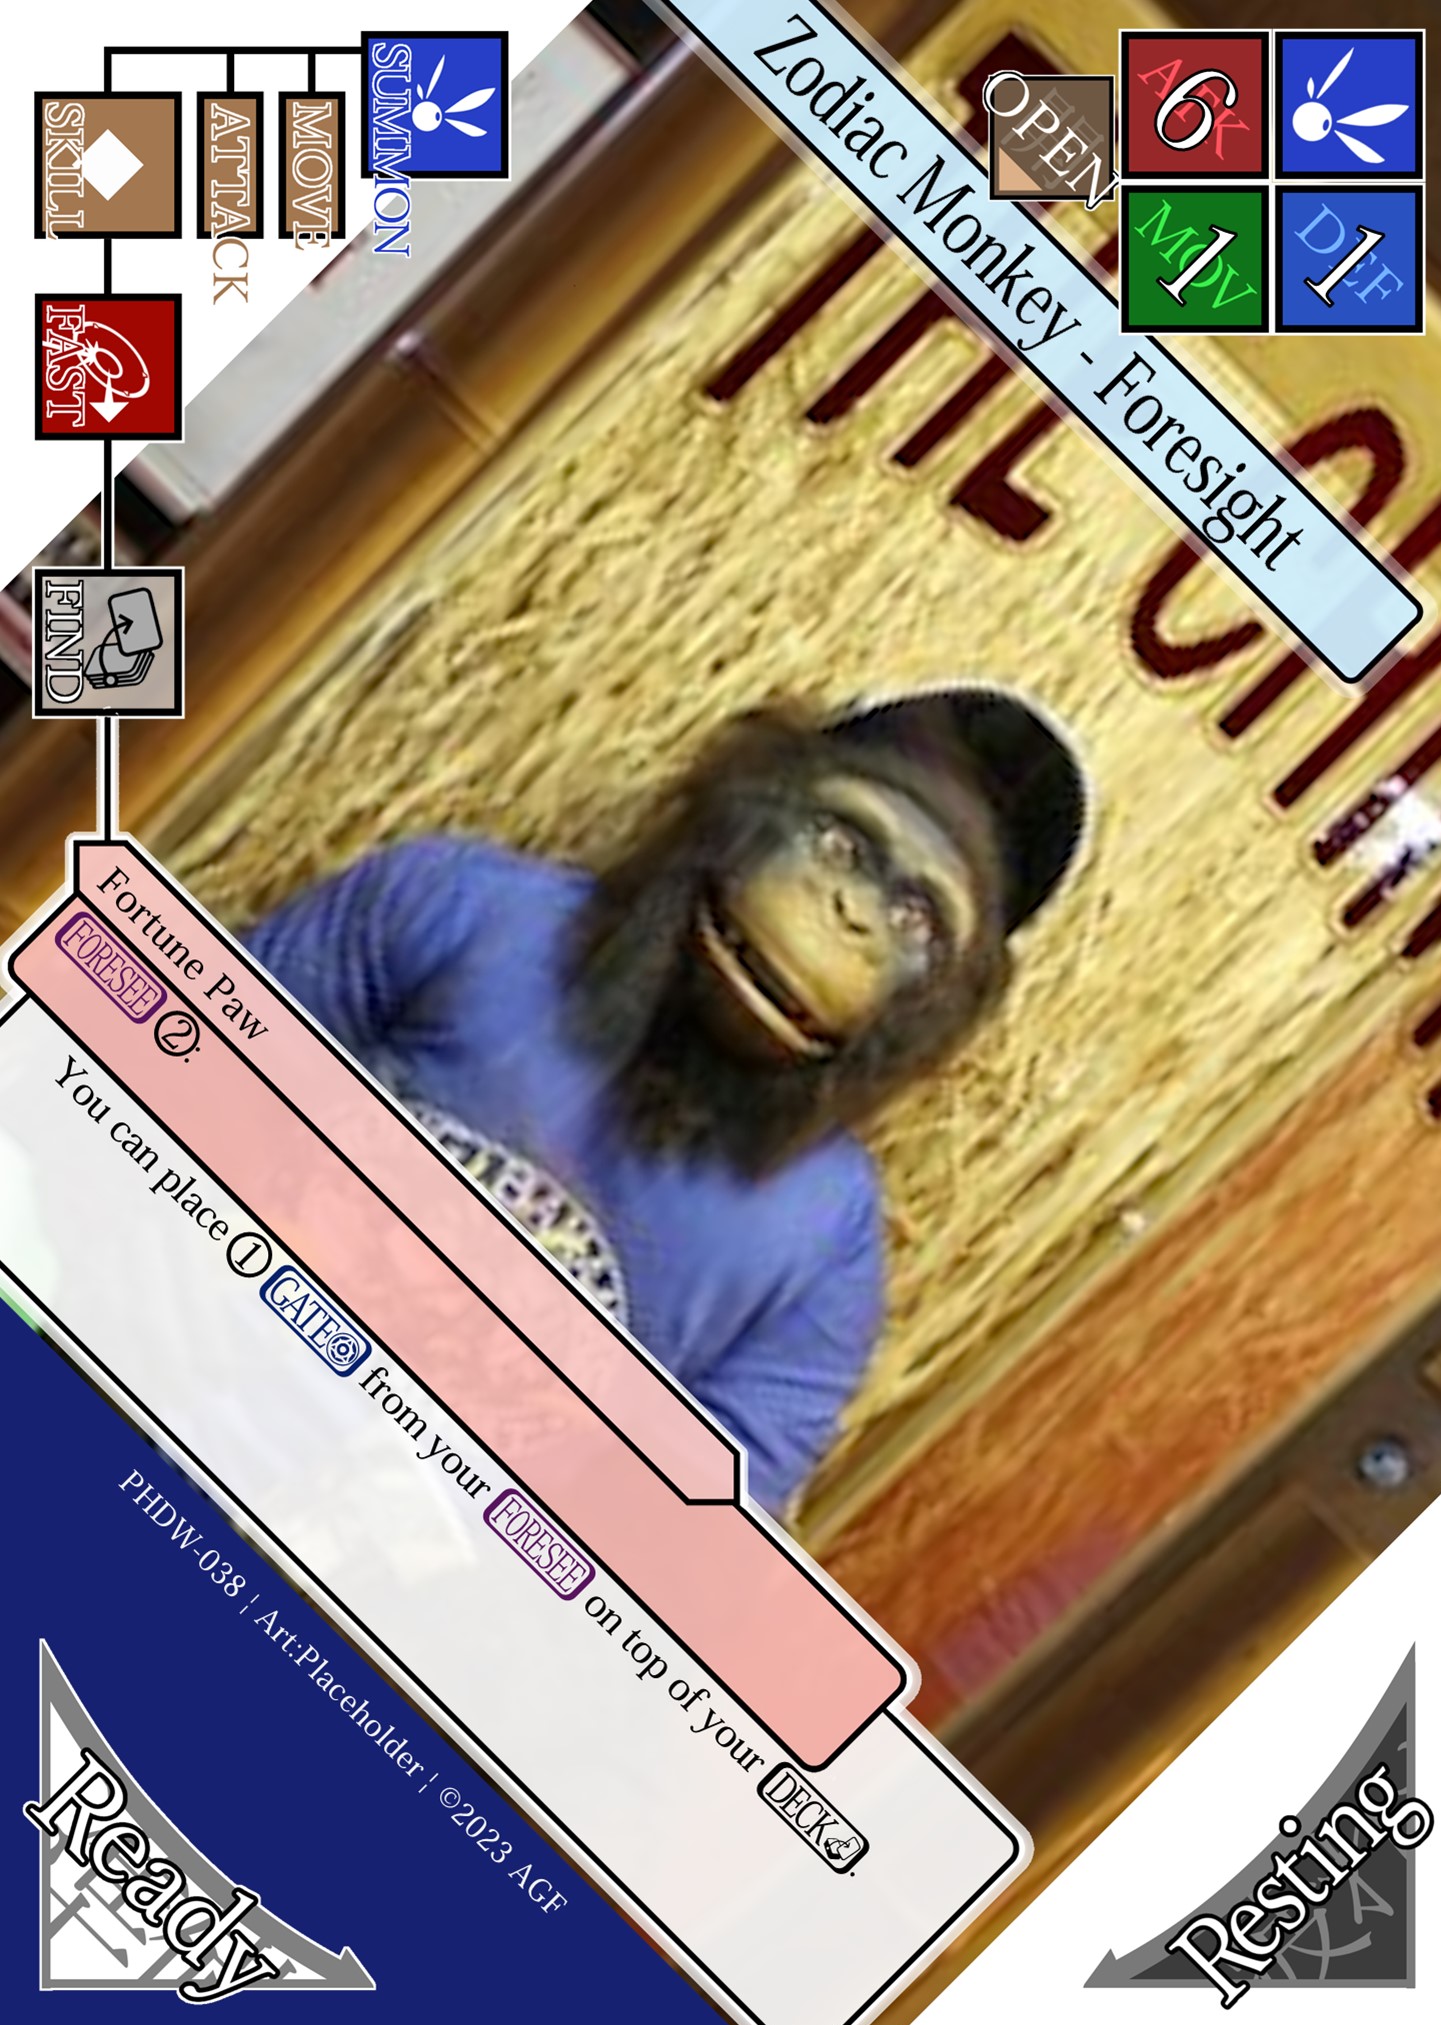 SUMMON
MOVE
ATTACK
SKILL
FAST
FIND
Zodiac Monkey - Foresight
OPEN
ATK
6
MOV
1
DEF
1
THE
Fortune Paw
FORESEE 2:
You can place 1 GATE from your FORESEE on top of your DECK.
PHDW-038 ¦ Art:Placeholder ¦ ©2023 AGF
Ready
Resting